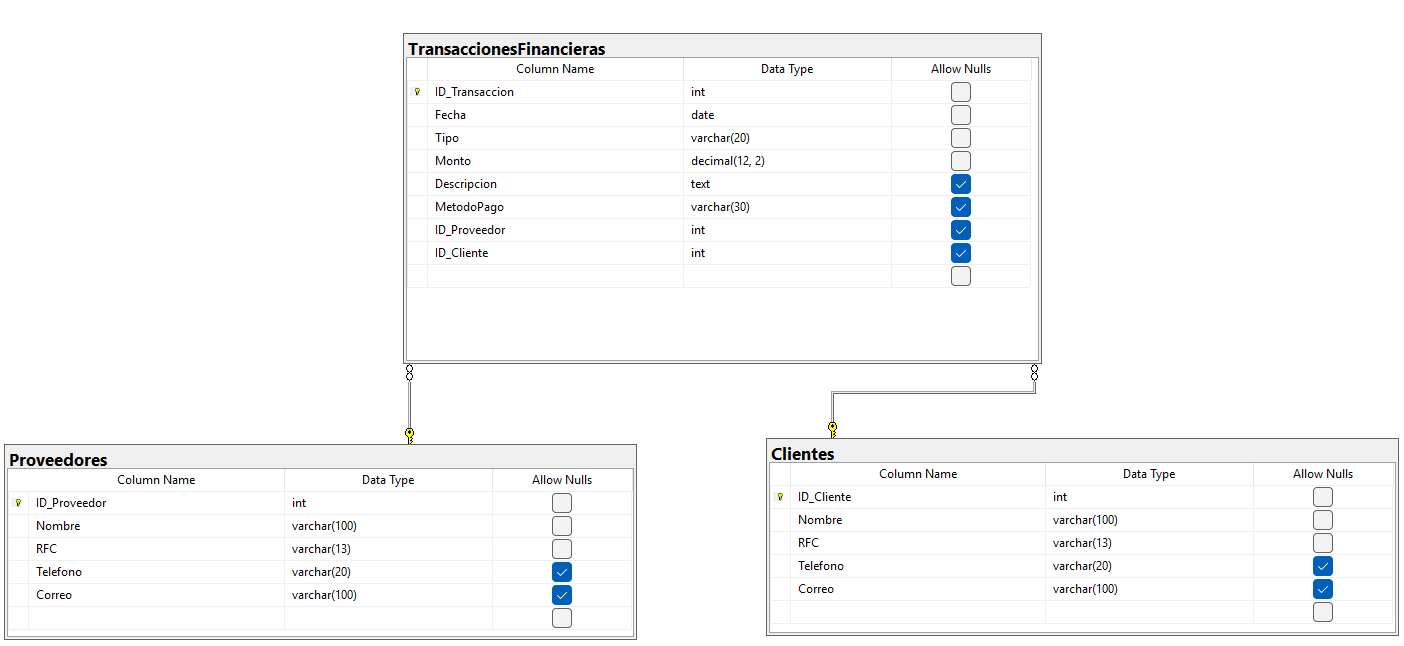 TransaccionesFinancieras
Column Name Data Type Allow Nulls
ID_Transaccion int
Fecha date
Tipo varchar(20)
Monto decimal(12, 2)
Descripcion text
MetodoPago varchar(30)
ID_Proveedor int
ID_Cliente int
Proveedores
Column Name Data Type Allow Nulls
ID_Proveedor int
Nombre varchar(100)
RFC varchar(13)
Telefono varchar(20)
Correo varchar(100)
Clientes
Column Name Data Type Allow Nulls
ID_Cliente int
Nombre varchar(100)
RFC varchar(13)
Telefono varchar(20)
Correo varchar(100)